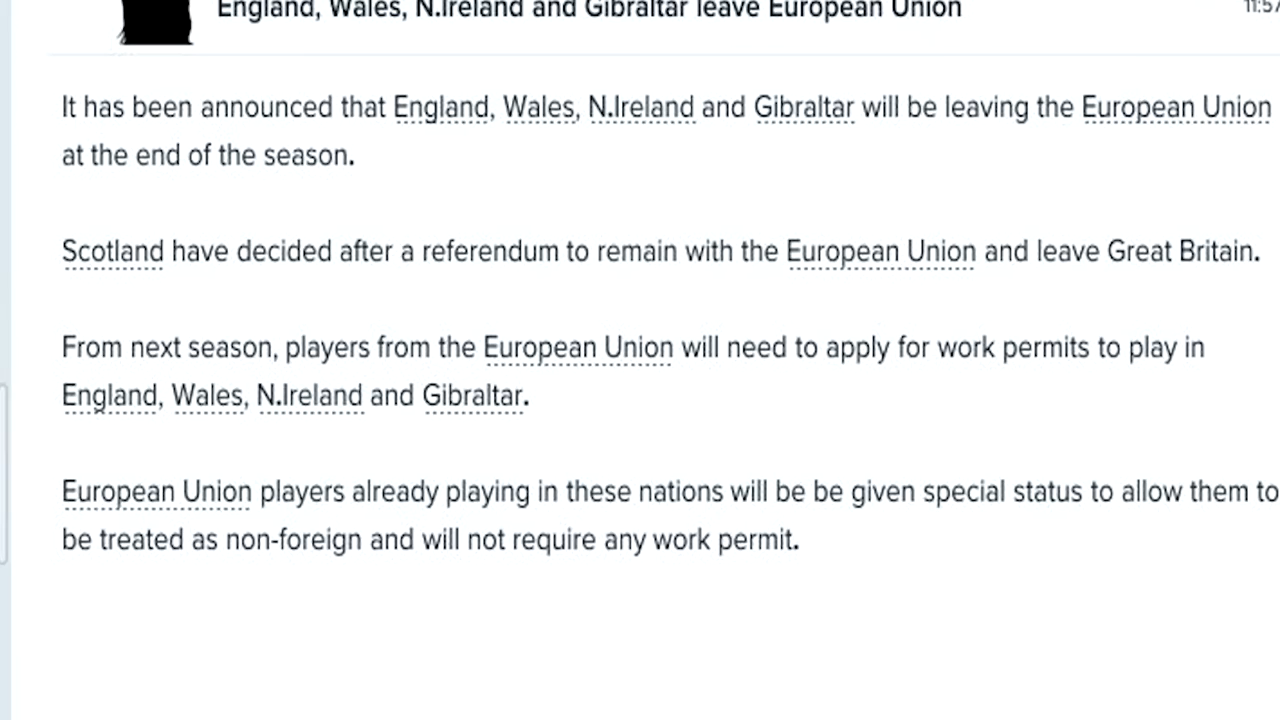 England, Wales, N.Ireland and Gibraltar leave European Union
11:57
It has been announced that England, Wales, N.Ireland and Gibraltar will be leaving the European Union
at the end of the season.
Scotland have decided after a referendum to remain with the European Union and leave Great Britain.
From next season, players from the European Union will need to apply for work permits to play in
England, Wales, N.Ireland and Gibraltar.
European Union players already playing in these nations will be be given special status to allow them to
be treated as non-foreign and will not require any work permit.